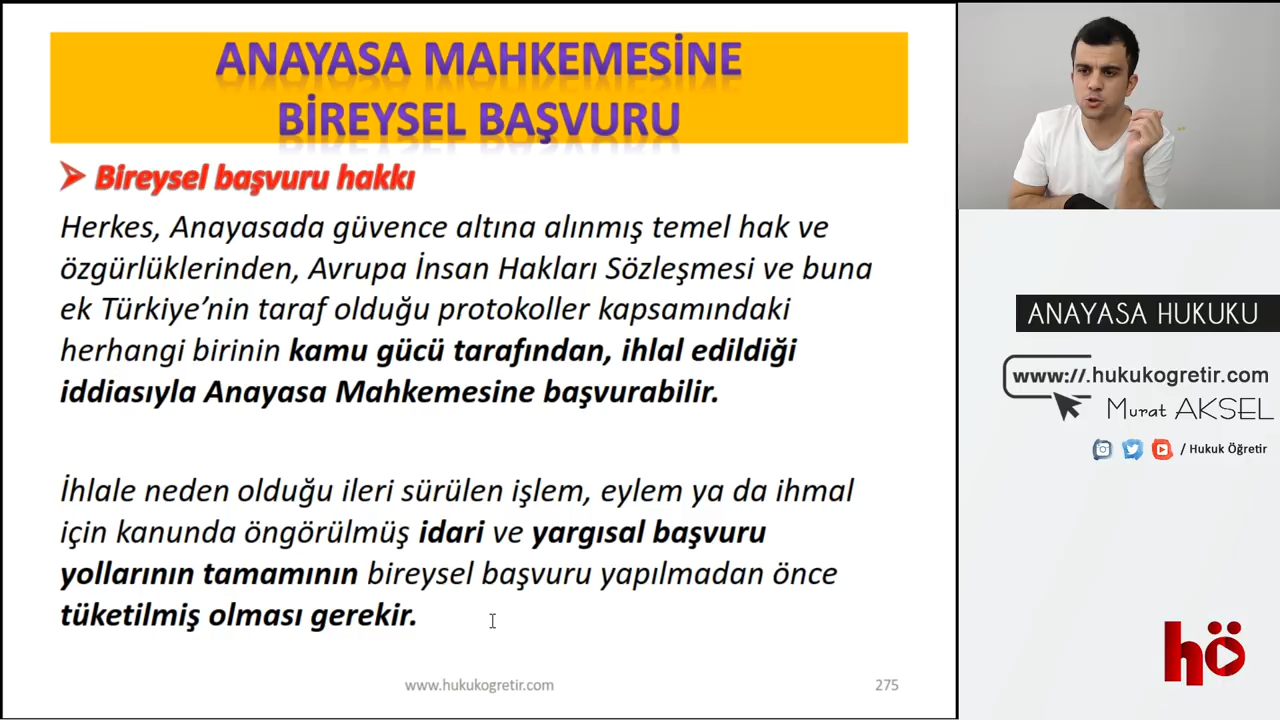 ANAYASA MAHKEMESİNE
BİREYSEL BAŞVURU
Bireysel başvuru hakkı
Herkes, Anayasada güvence altına alınmış temel hak ve
özgürlüklerinden, Avrupa İnsan Hakları Sözleşmesi ve buna
ek Türkiye’nin taraf olduğu protokoller kapsamındaki
herhangi birinin kamu gücü tarafından, ihlal edildiği
iddiasıyla Anayasa Mahkemesine başvurabilir.
İhlale neden olduğu ileri sürülen işlem, eylem ya da ihmal
için kanunda öngörülmüş idari ve yargısal başvuru
yollarının tamamının bireysel başvuru yapılmadan önce
tüketilmiş olması gerekir.
www.hukukogretir.com
275
ANAYASA HUKUKU
www://.hukukogretir.com
Murat AKSEL
/ Hukuk Öğretir
hö